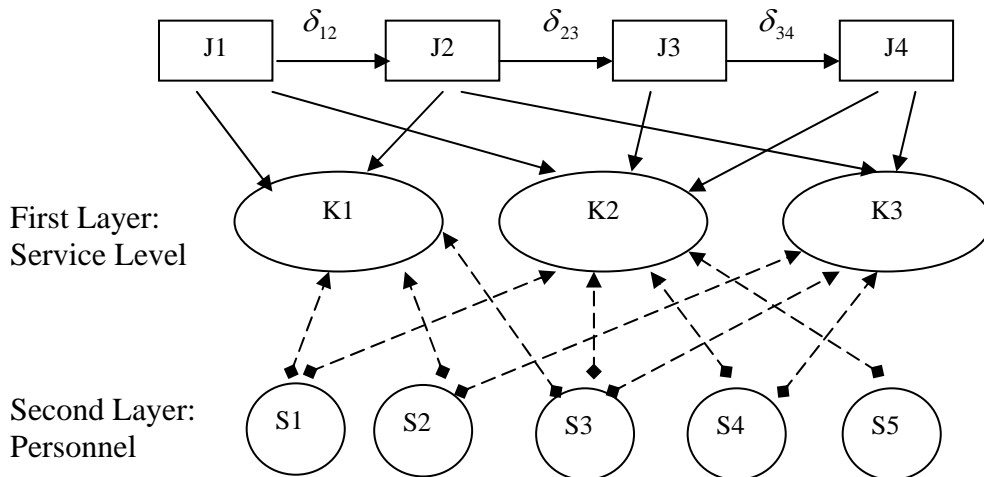 δ12 δ23 δ34
J1 J2 J3 J4
K1 K2 K3
First Layer:
Service Level
S1 S2 S3 S4 S5
Second Layer:
Personnel